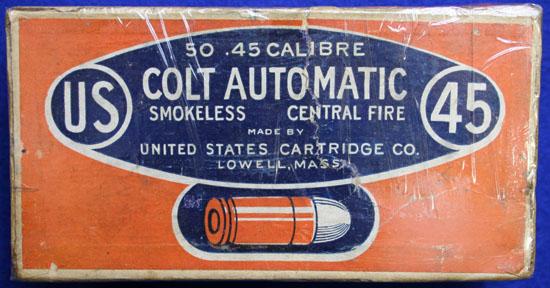 50 .45 CALIBRE
US COLT AUTOMATIC 45
SMOKELESS CENTRAL FIRE
MADE BY
UNITED STATES CARTRIDGE CO.
LOWELL, MASS.